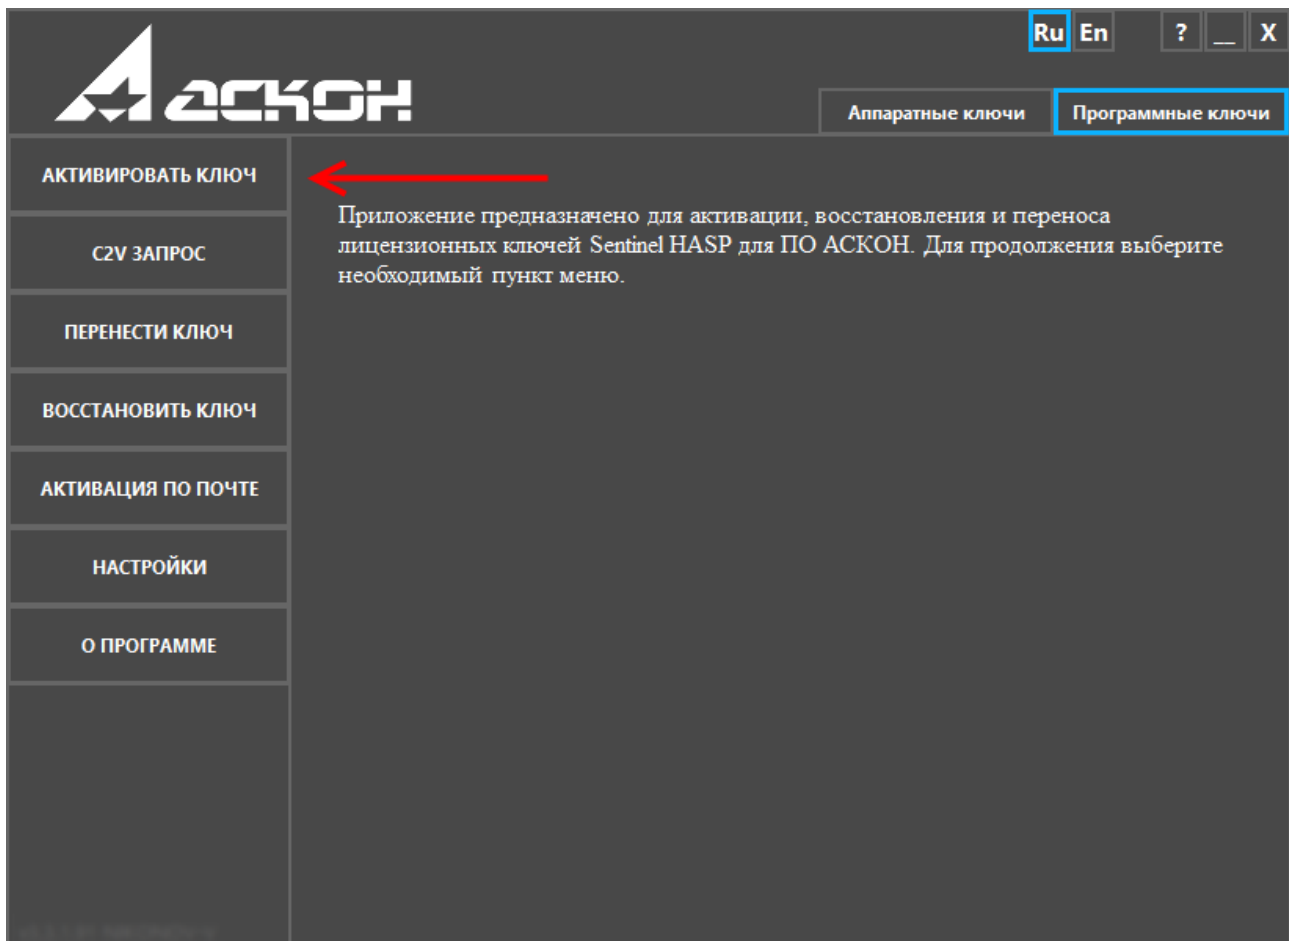 Ru En ? __ X
АСКОН
Аппаратные ключи Программные ключи
АКТИВИРОВАТЬ КЛЮЧ
C2V ЗАПРОС
ПЕРЕНЕСТИ КЛЮЧ
ВОССТАНОВИТЬ КЛЮЧ
АКТИВАЦИЯ ПО ПОЧТЕ
НАСТРОЙКИ
О ПРОГРАММЕ
Приложение предназначено для активации, восстановления и переноса
лицензионных ключей Sentinel HASP для ПО АСКОН. Для продолжения выберите
необходимый пункт меню.